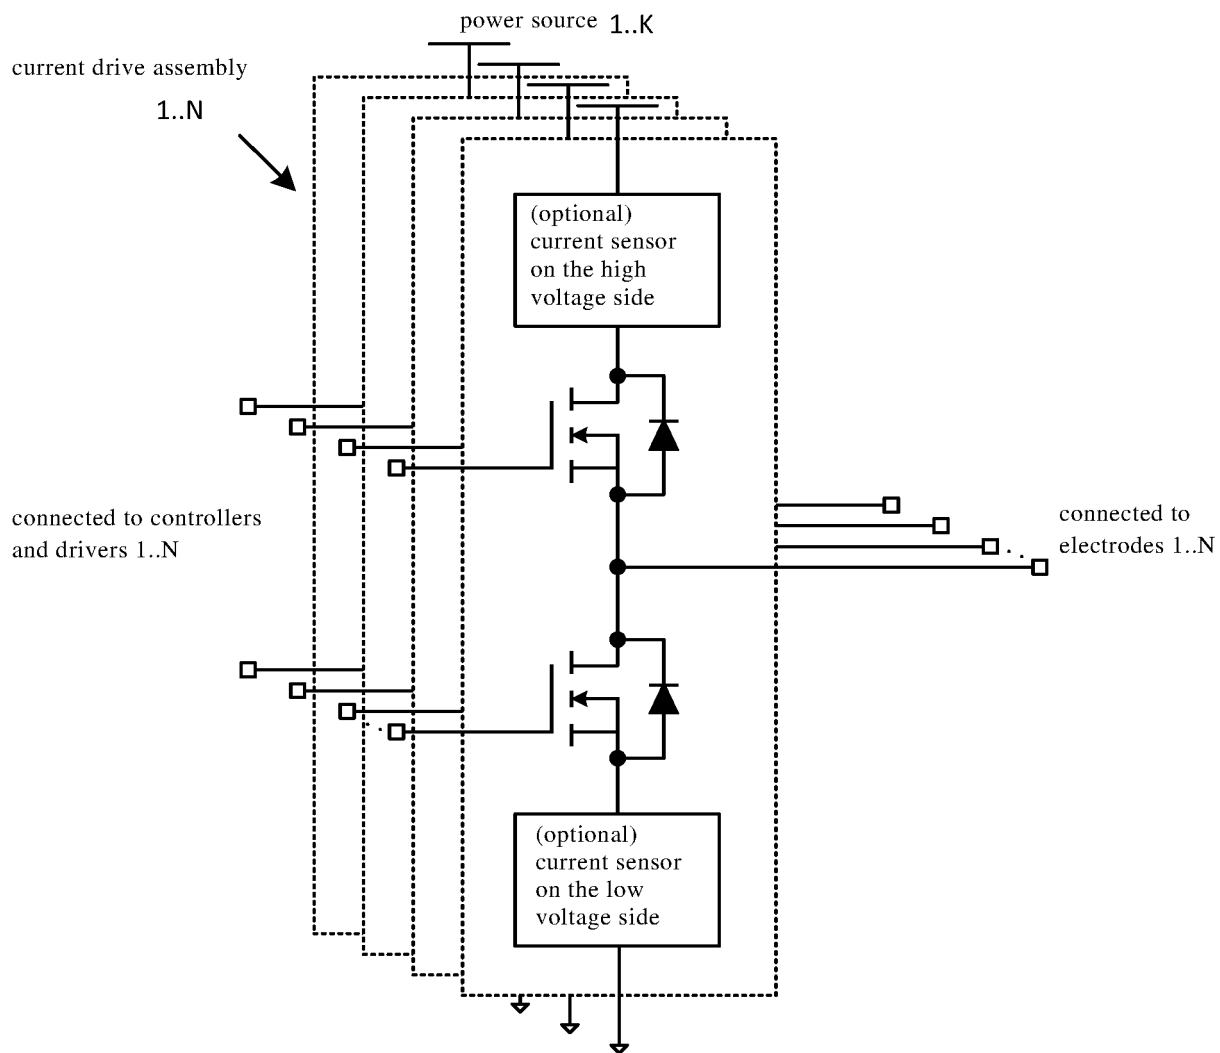 power source 1..K
current drive assembly
1..N
(optional)
current sensor
on the high
voltage side
connected to controllers
and drivers 1..N
connected to
electrodes 1..N
(optional)
current sensor
on the low
voltage side